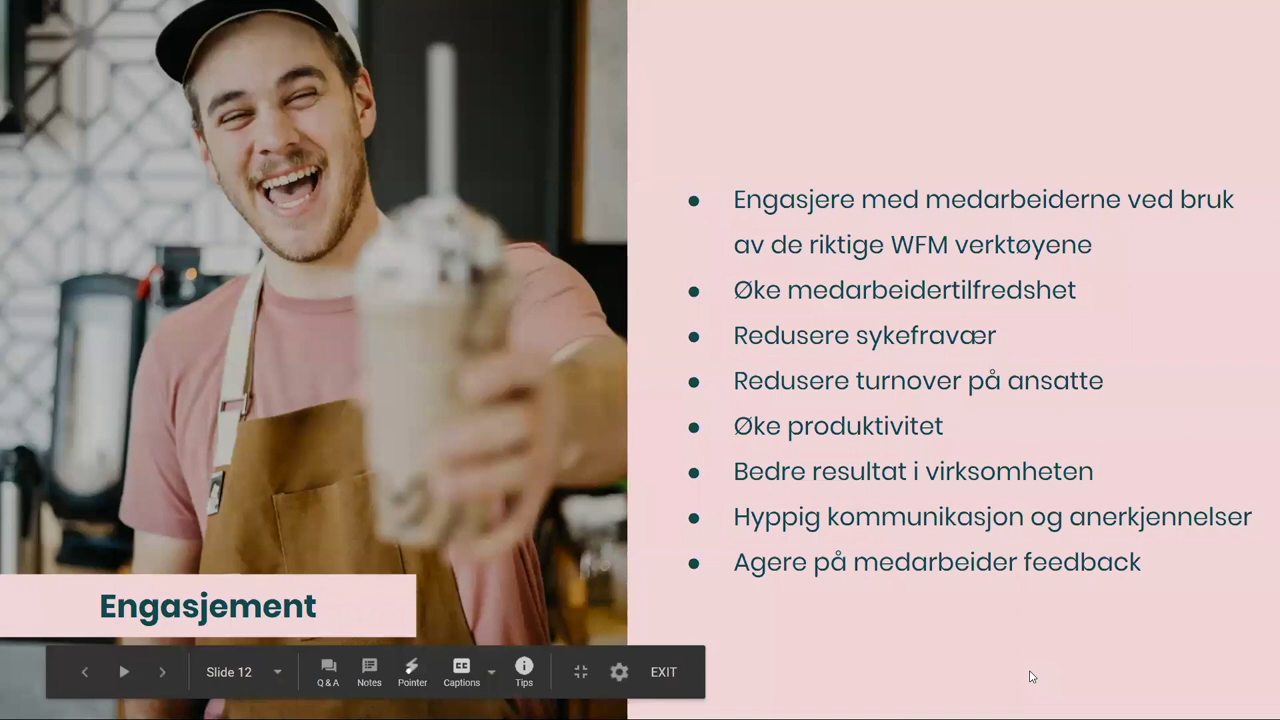 ● Engasjere med medarbeiderne ved bruk
av de riktige WFM verktøyene
● Øke medarbeidertilfredshet
● Redusere sykefravær
● Redusere turnover på ansatte
● Øke produktivitet
● Bedre resultat i virksomheten
● Hyppig kommunikasjon og anerkjennelser
● Agere på medarbeider feedback
Engasjement
Slide 12 Q & A Notes Pointer CC Captions Tips EXIT